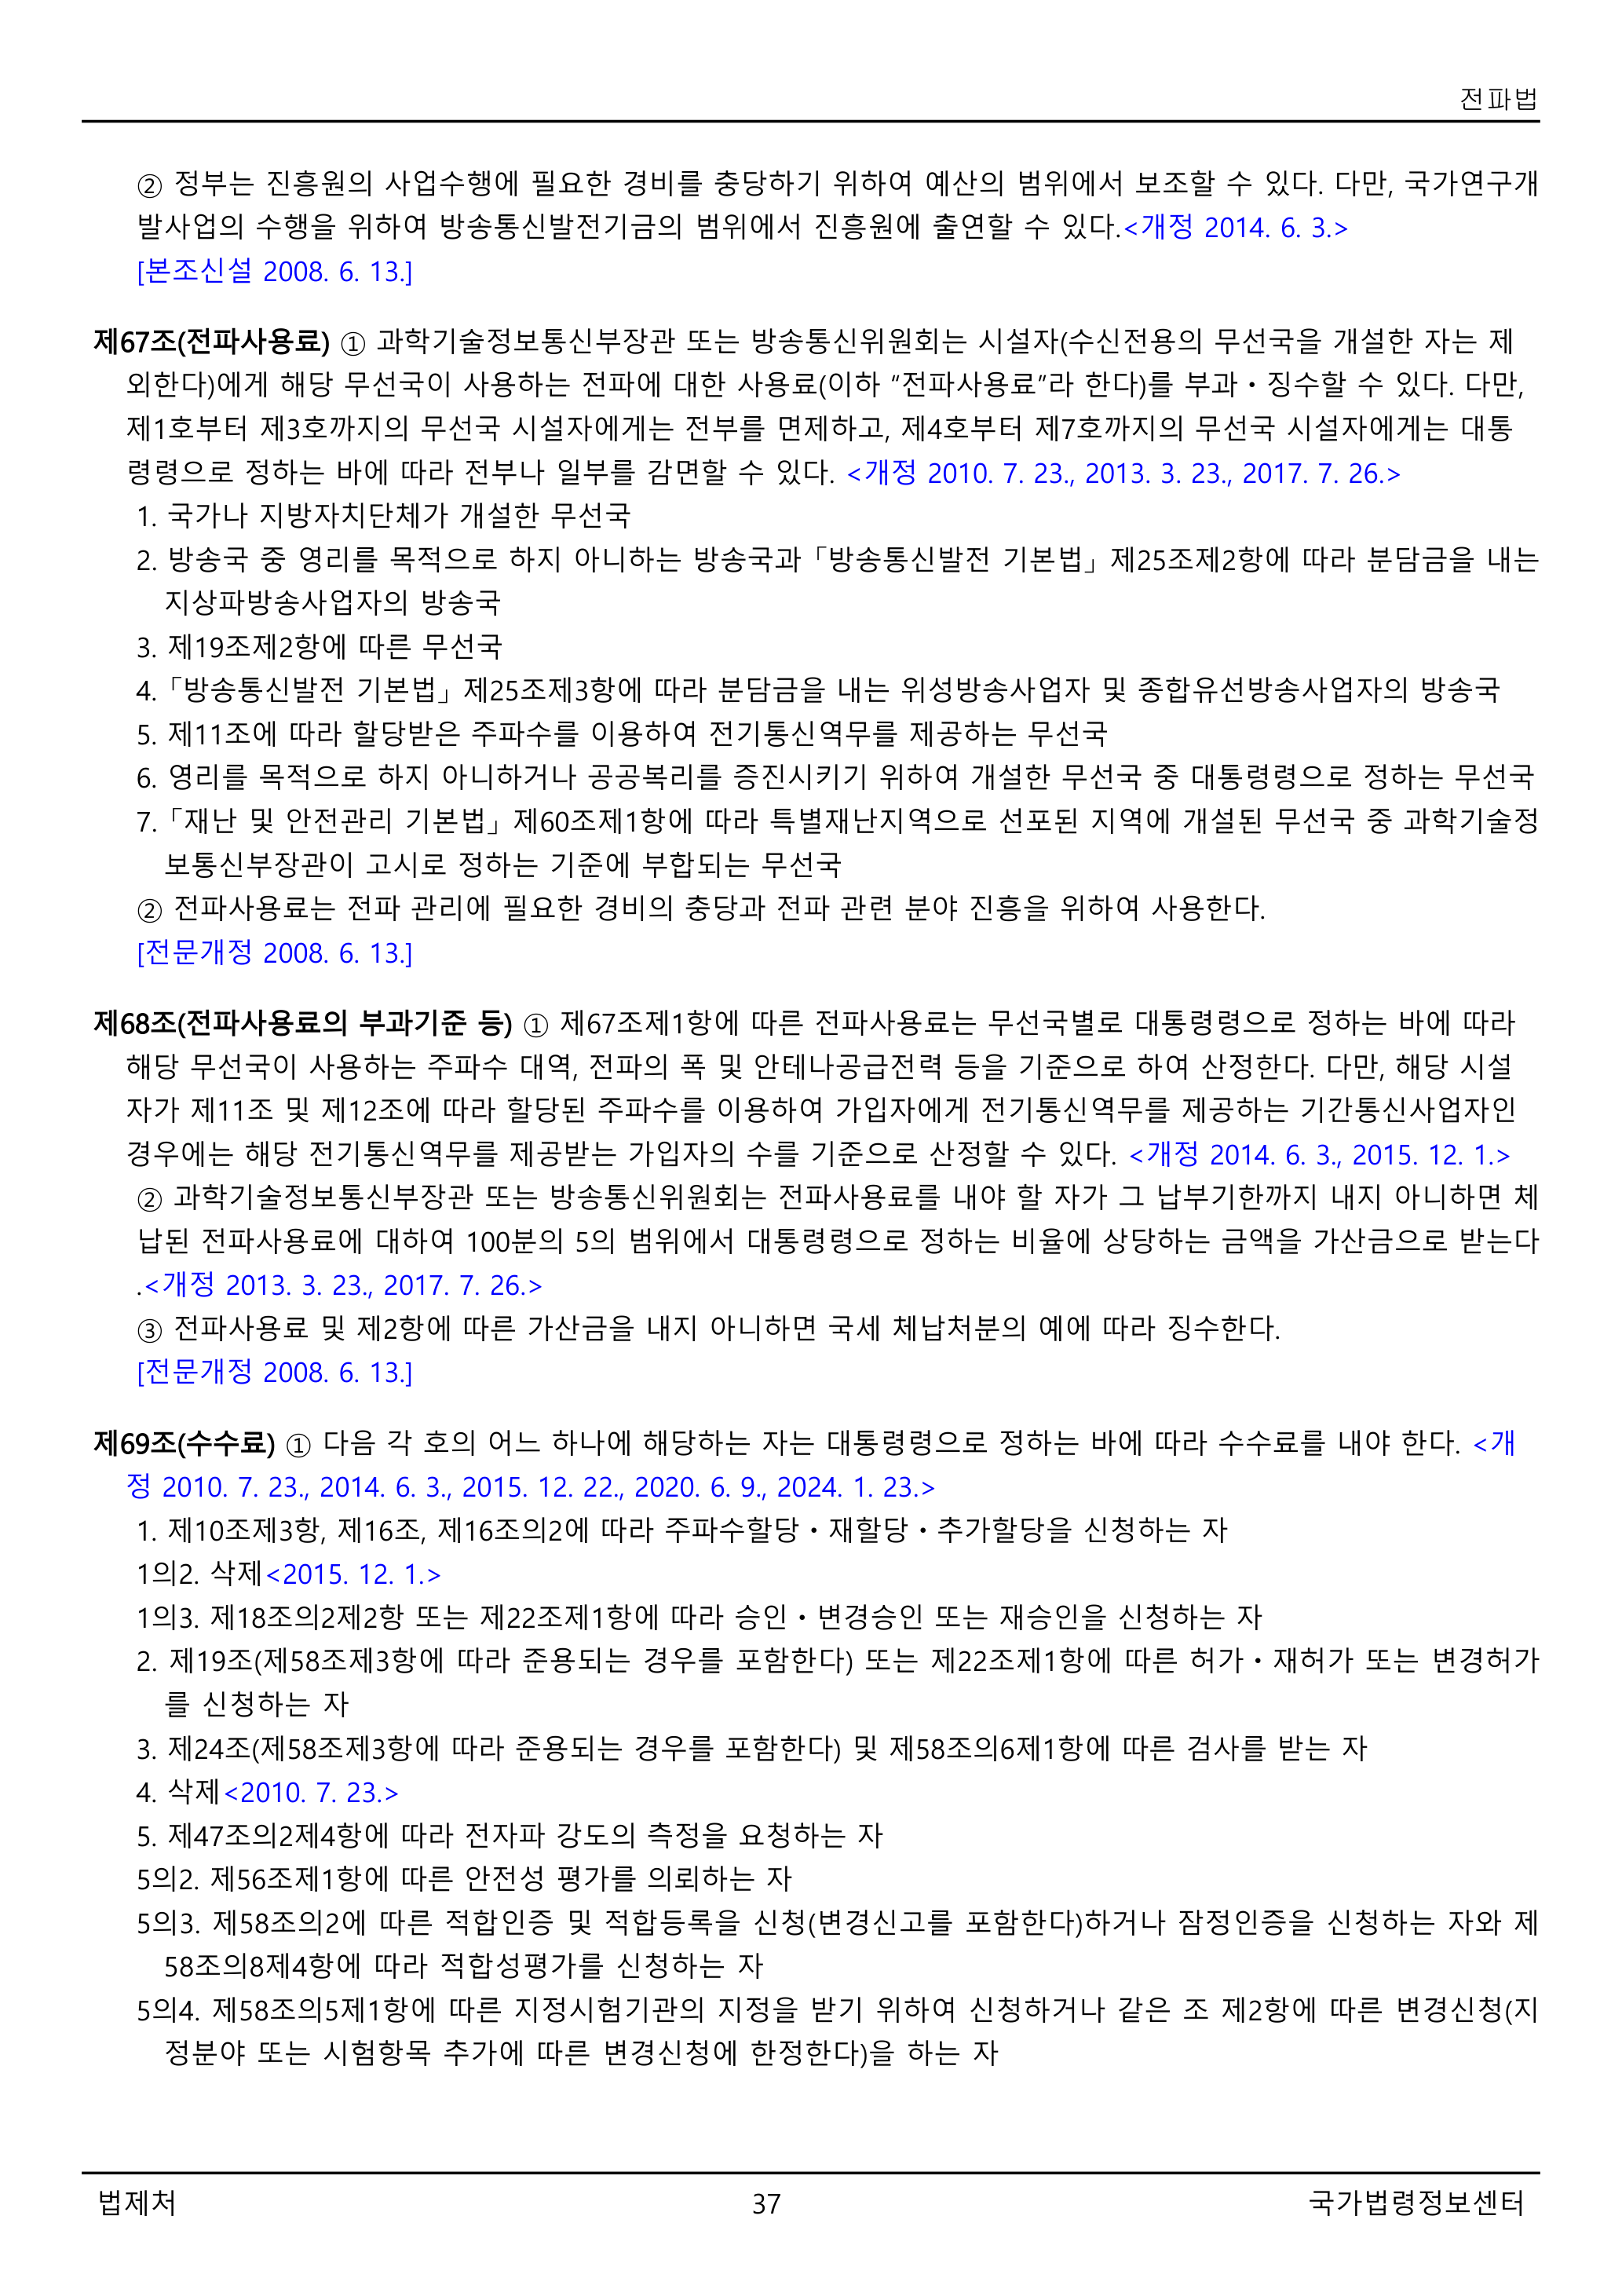 전파법
② 정부는 진흥원의 사업수행에 필요한 경비를 충당하기 위하여 예산의 범위에서 보조할 수 있다. 다만, 국가연구개
발사업의 수행을 위하여 방송통신발전기금의 범위에서 진흥원에 출연할 수 있다.<개정 2014. 6. 3.>
[본조신설 2008. 6. 13.]
제67조(전파사용료) ① 과학기술정보통신부장관 또는 방송통신위원회는 시설자(수신전용의 무선국을 개설한 자는 제
외한다)에게 해당 무선국이 사용하는 전파에 대한 사용료(이하 “전파사용료”라 한다)를 부과ㆍ징수할 수 있다. 다만,
제1호부터 제3호까지의 무선국 시설자에게는 전부를 면제하고, 제4호부터 제7호까지의 무선국 시설자에게는 대통
령령으로 정하는 바에 따라 전부나 일부를 감면할 수 있다. <개정 2010. 7. 23., 2013. 3. 23., 2017. 7. 26.>
1. 국가나 지방자치단체가 개설한 무선국
2. 방송국 중 영리를 목적으로 하지 아니하는 방송국과「방송통신발전 기본법」제25조제2항에 따라 분담금을 내는
지상파방송사업자의 방송국
3. 제19조제2항에 따른 무선국
4.「방송통신발전 기본법」제25조제3항에 따라 분담금을 내는 위성방송사업자 및 종합유선방송사업자의 방송국
5. 제11조에 따라 할당받은 주파수를 이용하여 전기통신역무를 제공하는 무선국
6. 영리를 목적으로 하지 아니하거나 공공복리를 증진시키기 위하여 개설한 무선국 중 대통령령으로 정하는 무선국
7.「재난 및 안전관리 기본법」제60조제1항에 따라 특별재난지역으로 선포된 지역에 개설된 무선국 중 과학기술정
보통신부장관이 고시로 정하는 기준에 부합되는 무선국
② 전파사용료는 전파 관리에 필요한 경비의 충당과 전파 관련 분야 진흥을 위하여 사용한다.
[전문개정 2008. 6. 13.]
제68조(전파사용료의 부과기준 등) ① 제67조제1항에 따른 전파사용료는 무선국별로 대통령령으로 정하는 바에 따라
해당 무선국이 사용하는 주파수 대역, 전파의 폭 및 안테나공급전력 등을 기준으로 하여 산정한다. 다만, 해당 시설
자가 제11조 및 제12조에 따라 할당된 주파수를 이용하여 가입자에게 전기통신역무를 제공하는 기간통신사업자인
경우에는 해당 전기통신역무를 제공받는 가입자의 수를 기준으로 산정할 수 있다. <개정 2014. 6. 3., 2015. 12. 1.>
② 과학기술정보통신부장관 또는 방송통신위원회는 전파사용료를 내야 할 자가 그 납부기한까지 내지 아니하면 체
납된 전파사용료에 대하여 100분의 5의 범위에서 대통령령으로 정하는 비율에 상당하는 금액을 가산금으로 받는다
.<개정 2013. 3. 23., 2017. 7. 26.>
③ 전파사용료 및 제2항에 따른 가산금을 내지 아니하면 국세 체납처분의 예에 따라 징수한다.
[전문개정 2008. 6. 13.]
제69조(수수료) ① 다음 각 호의 어느 하나에 해당하는 자는 대통령령으로 정하는 바에 따라 수수료를 내야 한다. <개
정 2010. 7. 23., 2014. 6. 3., 2015. 12. 22., 2020. 6. 9., 2024. 1. 23.>
1. 제10조제3항, 제16조, 제16조의2에 따라 주파수할당ㆍ재할당ㆍ추가할당을 신청하는 자
1의2. 삭제<2015. 12. 1.>
1의3. 제18조의2제2항 또는 제22조제1항에 따라 승인ㆍ변경승인 또는 재승인을 신청하는 자
2. 제19조(제58조제3항에 따라 준용되는 경우를 포함한다) 또는 제22조제1항에 따른 허가ㆍ재허가 또는 변경허가
를 신청하는 자
3. 제24조(제58조제3항에 따라 준용되는 경우를 포함한다) 및 제58조의6제1항에 따른 검사를 받는 자
4. 삭제<2010. 7. 23.>
5. 제47조의2제4항에 따라 전자파 강도의 측정을 요청하는 자
5의2. 제56조제1항에 따른 안전성 평가를 의뢰하는 자
5의3. 제58조의2에 따른 적합인증 및 적합등록을 신청(변경신고를 포함한다)하거나 잠정인증을 신청하는 자와 제
58조의8제4항에 따라 적합성평가를 신청하는 자
5의4. 제58조의5제1항에 따른 지정시험기관의 지정을 받기 위하여 신청하거나 같은 조 제2항에 따른 변경신청(지
정분야 또는 시험항목 추가에 따른 변경신청에 한정한다)을 하는 자
법제처
37
국가법령정보센터